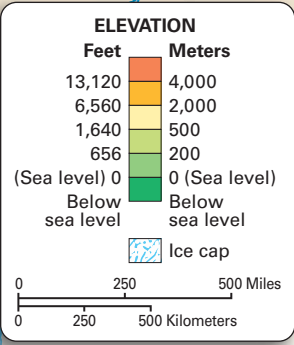 ELEVATION
Feet Meters
13,120 4,000
6,560 2,000
1,640 500
656 200
(Sea level) 0 0 (Sea level)
Below Below
sea level sea level
Ice cap
0 250 500 Miles
0 250 500 Kilometers